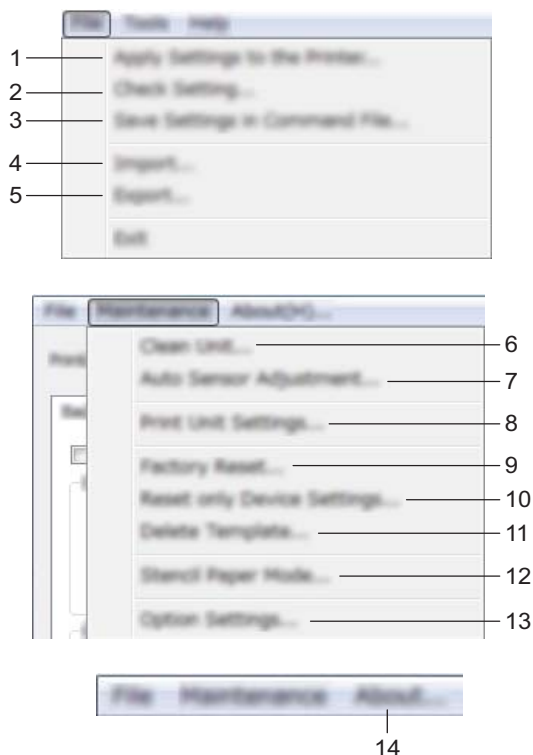 File Tools Help
1 Apply Settings to the Printer...
2 Check Setting...
3 Save Settings in Command File...
4 Import...
5 Export...
Exit
File Maintenance About(H)...
Clean Unit... 6
Auto Sensor Adjustment... 7
Print Unit Settings... 8
Factory Reset... 9
Reset only Device Settings... 10
Delete Template... 11
Stencil Paper Mode... 12
Option Settings... 13
File Maintenance About...
14